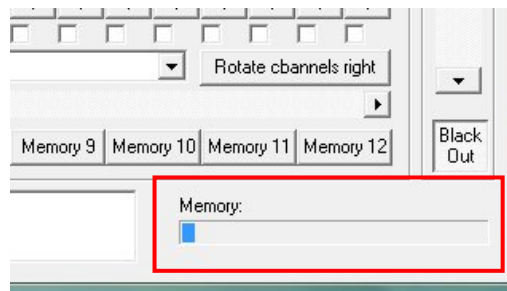 Rotate cbannels right
Memory 9 Memory 10 Memory 11 Memory 12
Black
Out
Memory: